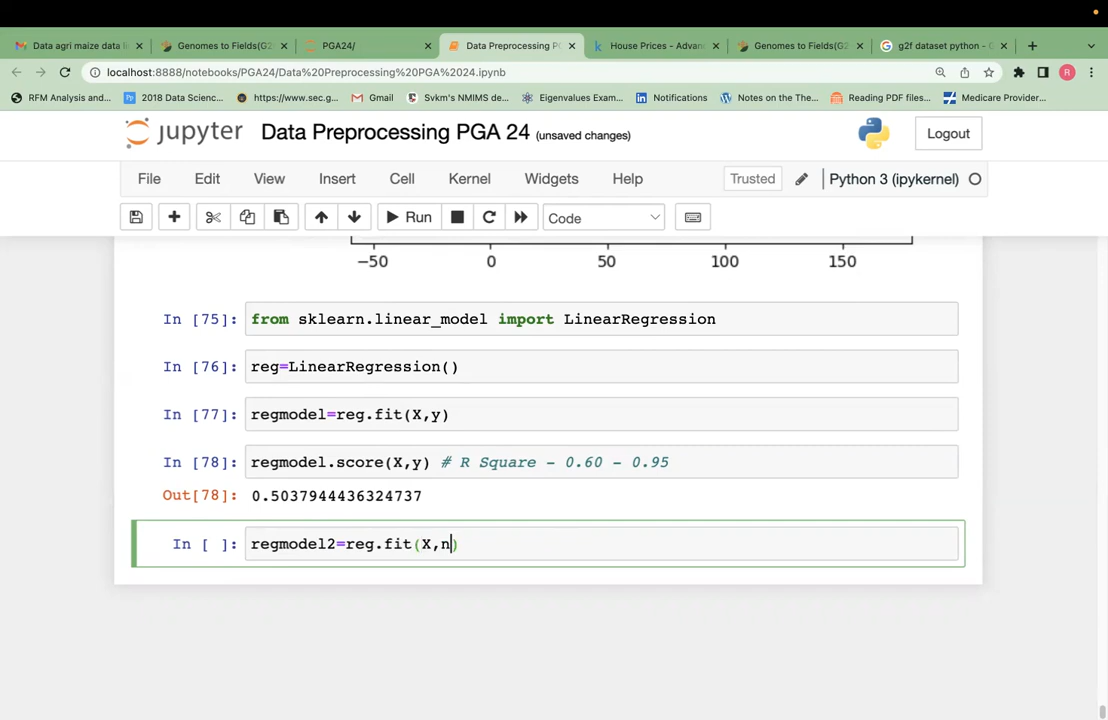 Data agri maize data li
Genomes to Fields(G2
PGA24/
Data Preprocessing P
House Prices - Advan
Genomes to Fields(G2
g2f dataset python - G
localhost:8888/notebooks/PGA24/Data%20Preprocessing%20PGA%2024.ipynb
R
RFM Analysis and...
2018 Data Scienc...
https://www.sec.g...
Gmail
Svkm's NMIMS de...
Eigenvalues Exam...
Notifications
Notes on the The...
Reading PDF files...
Medicare Provider...
jupyter Data Preprocessing PGA 24 (unsaved changes) Logout
File Edit View Insert Cell Kernel Widgets Help Trusted Python 3 (ipykernel)
Run Code
−50 0 50 100 150
In [75]: from sklearn.linear_model import LinearRegression
In [76]: reg=LinearRegression()
In [77]: regmodel=reg.fit(X,y)
In [78]: regmodel.score(X,y) # R Square - 0.60 - 0.95
Out[78]: 0.5037944436324737
In [ ]: regmodel2=reg.fit(X,n)